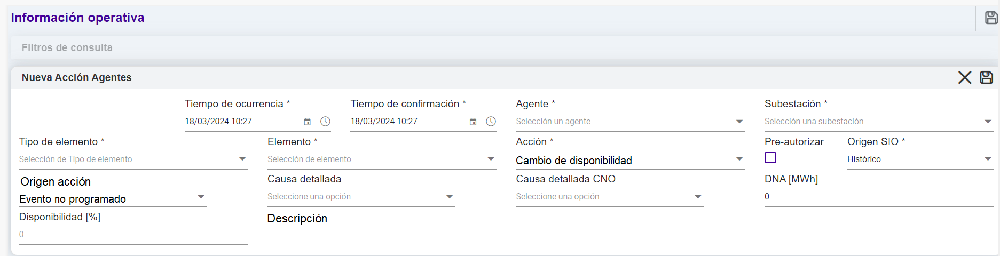 Información operativa
Filtros de consulta
Nueva Acción Agentes
Tiempo de ocurrencia * Tiempo de confirmación * Agente * Subestación *
18/03/2024 10:27 18/03/2024 10:27 Selección un agente Selección una subestación
Tipo de elemento * Elemento * Acción * Pre-autorizar Origen SIO *
Selección de Tipo de elemento Selección de elemento Cambio de disponibilidad Histórico
Origen acción Causa detallada Causa detallada CNO DNA [MWh]
Evento no programado Seleccione una opción Seleccione una opción 0
Disponibilidad [%] Descripción
0